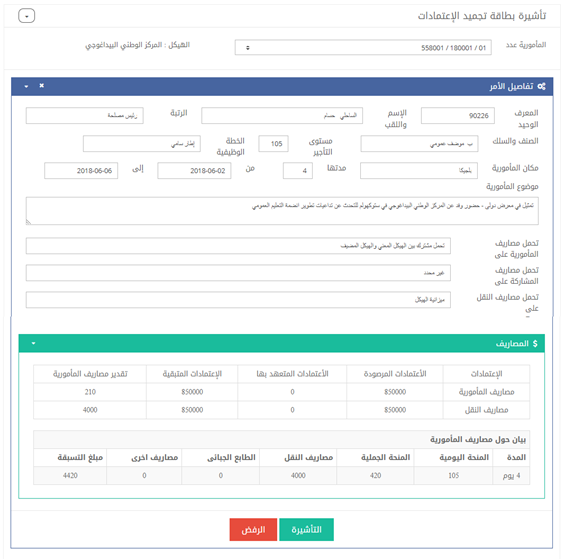 تأشيرة بطاقة تجميد الإعتمادات
المأمورية عدد 01 / 180001 / 558001 الهيكل : المركز الوطني البيداغوجي
تفاصيل الأمر
المعرف الوحيد 90226 الإسم واللقب الساحلي حسام الرتبة رئيس مصلحة
الصنف والسلك ب موصف عمومي مستوى التأجير 105 الخطة الوظيفية إطار سامي
مكان المأمورية بلجيكا مدتها 4 من 2018-06-02 إلى 2018-06-06
موضوع المأمورية
تمثيل في معرض دولي ، حضور وفد عن المركز الوطني البيداغوجي في ستوكهولم للتحدث عن تداعيات تطوير انضمة التعليم العمومي
تحمل مصاريف المأمورية على تحمل مشترك بين الهيكل المعني والهيكل المضيف
تحمل مصاريف المشاركة على غير محدد
تحمل مصاريف النقل على ميزانية الهيكل
المصاريف
الإعتمادات الأعتمادات المرصودة الأعتمادات المتعهد بها الإعتمادات المتبقية تقدير مصاريف المأمورية
مصاريف المأمورية 850000 0 850000 210
مصاريف النقل 850000 0 850000 4000
بيان حول مصاريف المأمورية
المدة المنحة اليومية المنحة الجملية مصاريف النقل الطابع الجبائى مصاريف اخرى مبلغ التسبقة
4 يوم 105 420 4000 0 0 4420
التأشيرة الرفض